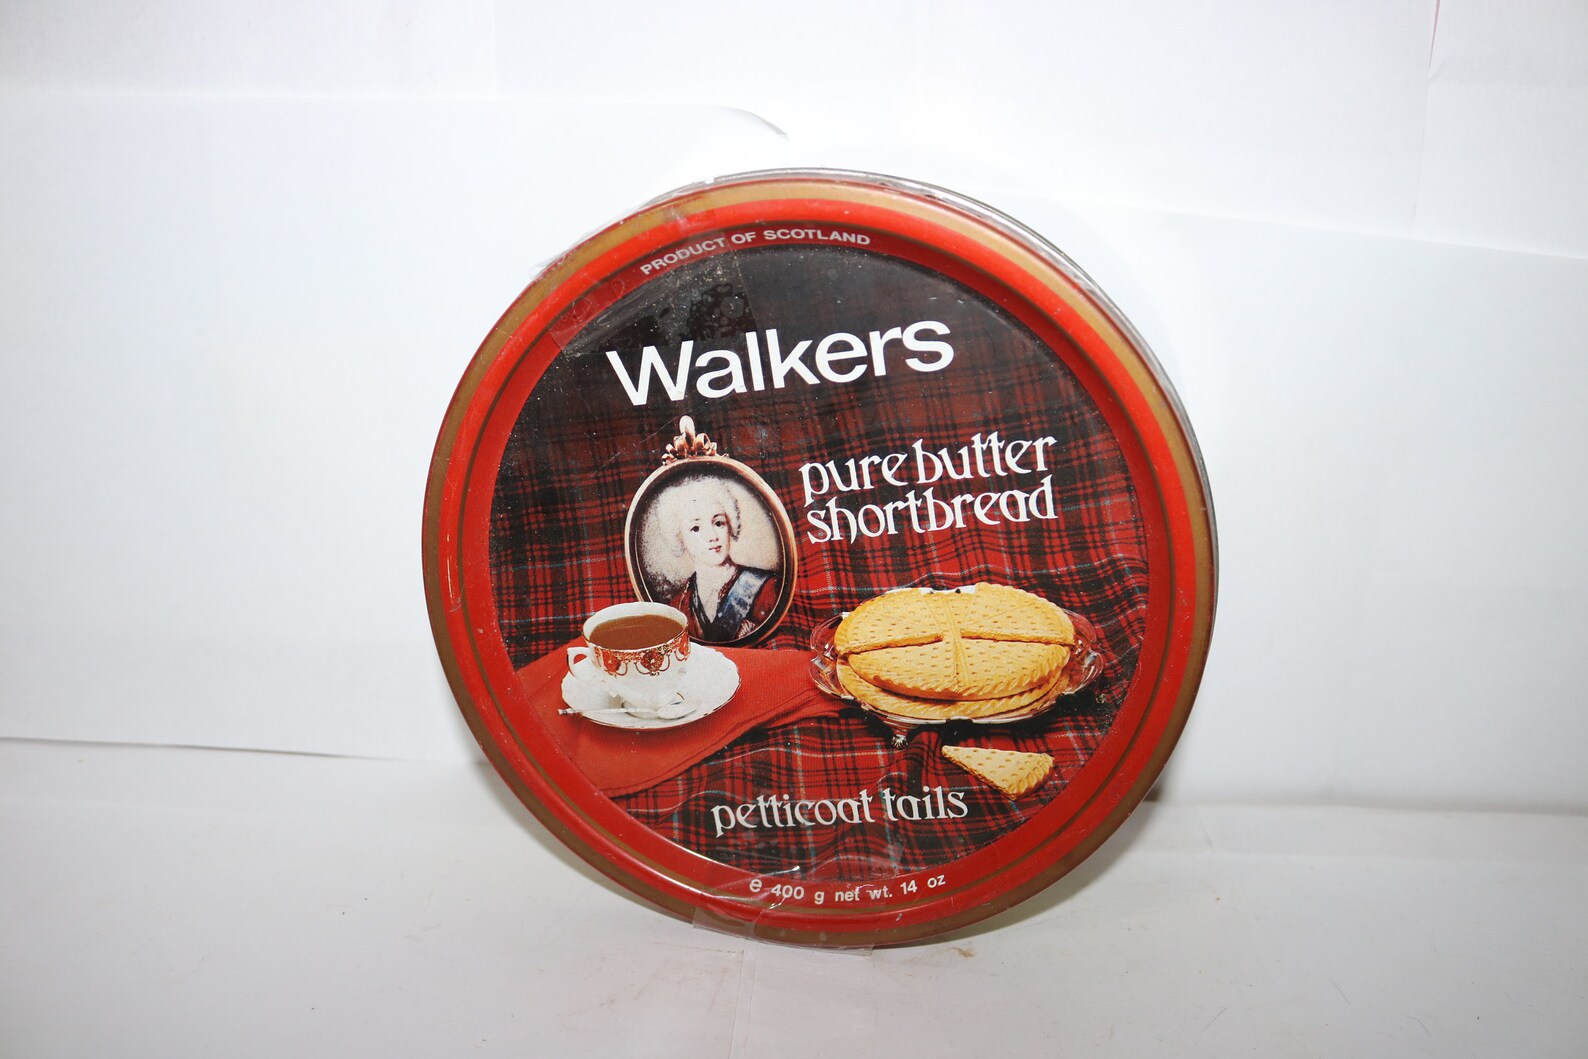 PRODUCT OF SCOTLAND
Walkers
pure butter
shortbread
petticoat tails
e 400 g net wt. 14 oz